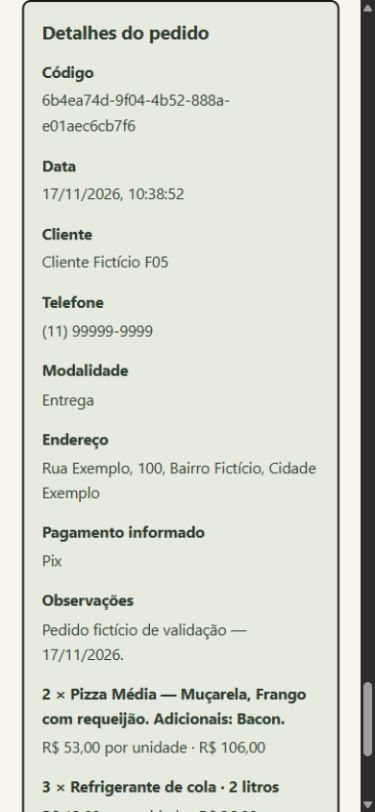 Detalhes do pedido
Código
6b4ea74d-9f04-4b52-888a-
e01aec6cb7f6
Data
17/11/2026, 10:38:52
Cliente
Cliente Fictício F05
Telefone
(11) 99999-9999
Modalidade
Entrega
Endereço
Rua Exemplo, 100, Bairro Fictício, Cidade
Exemplo
Pagamento informado
Pix
Observações
Pedido fictício de validação —
17/11/2026.
2 × Pizza Média — Muçarela, Frango
com requeijão. Adicionais: Bacon.
R$ 53,00 por unidade · R$ 106,00
3 × Refrigerante de cola · 2 litros